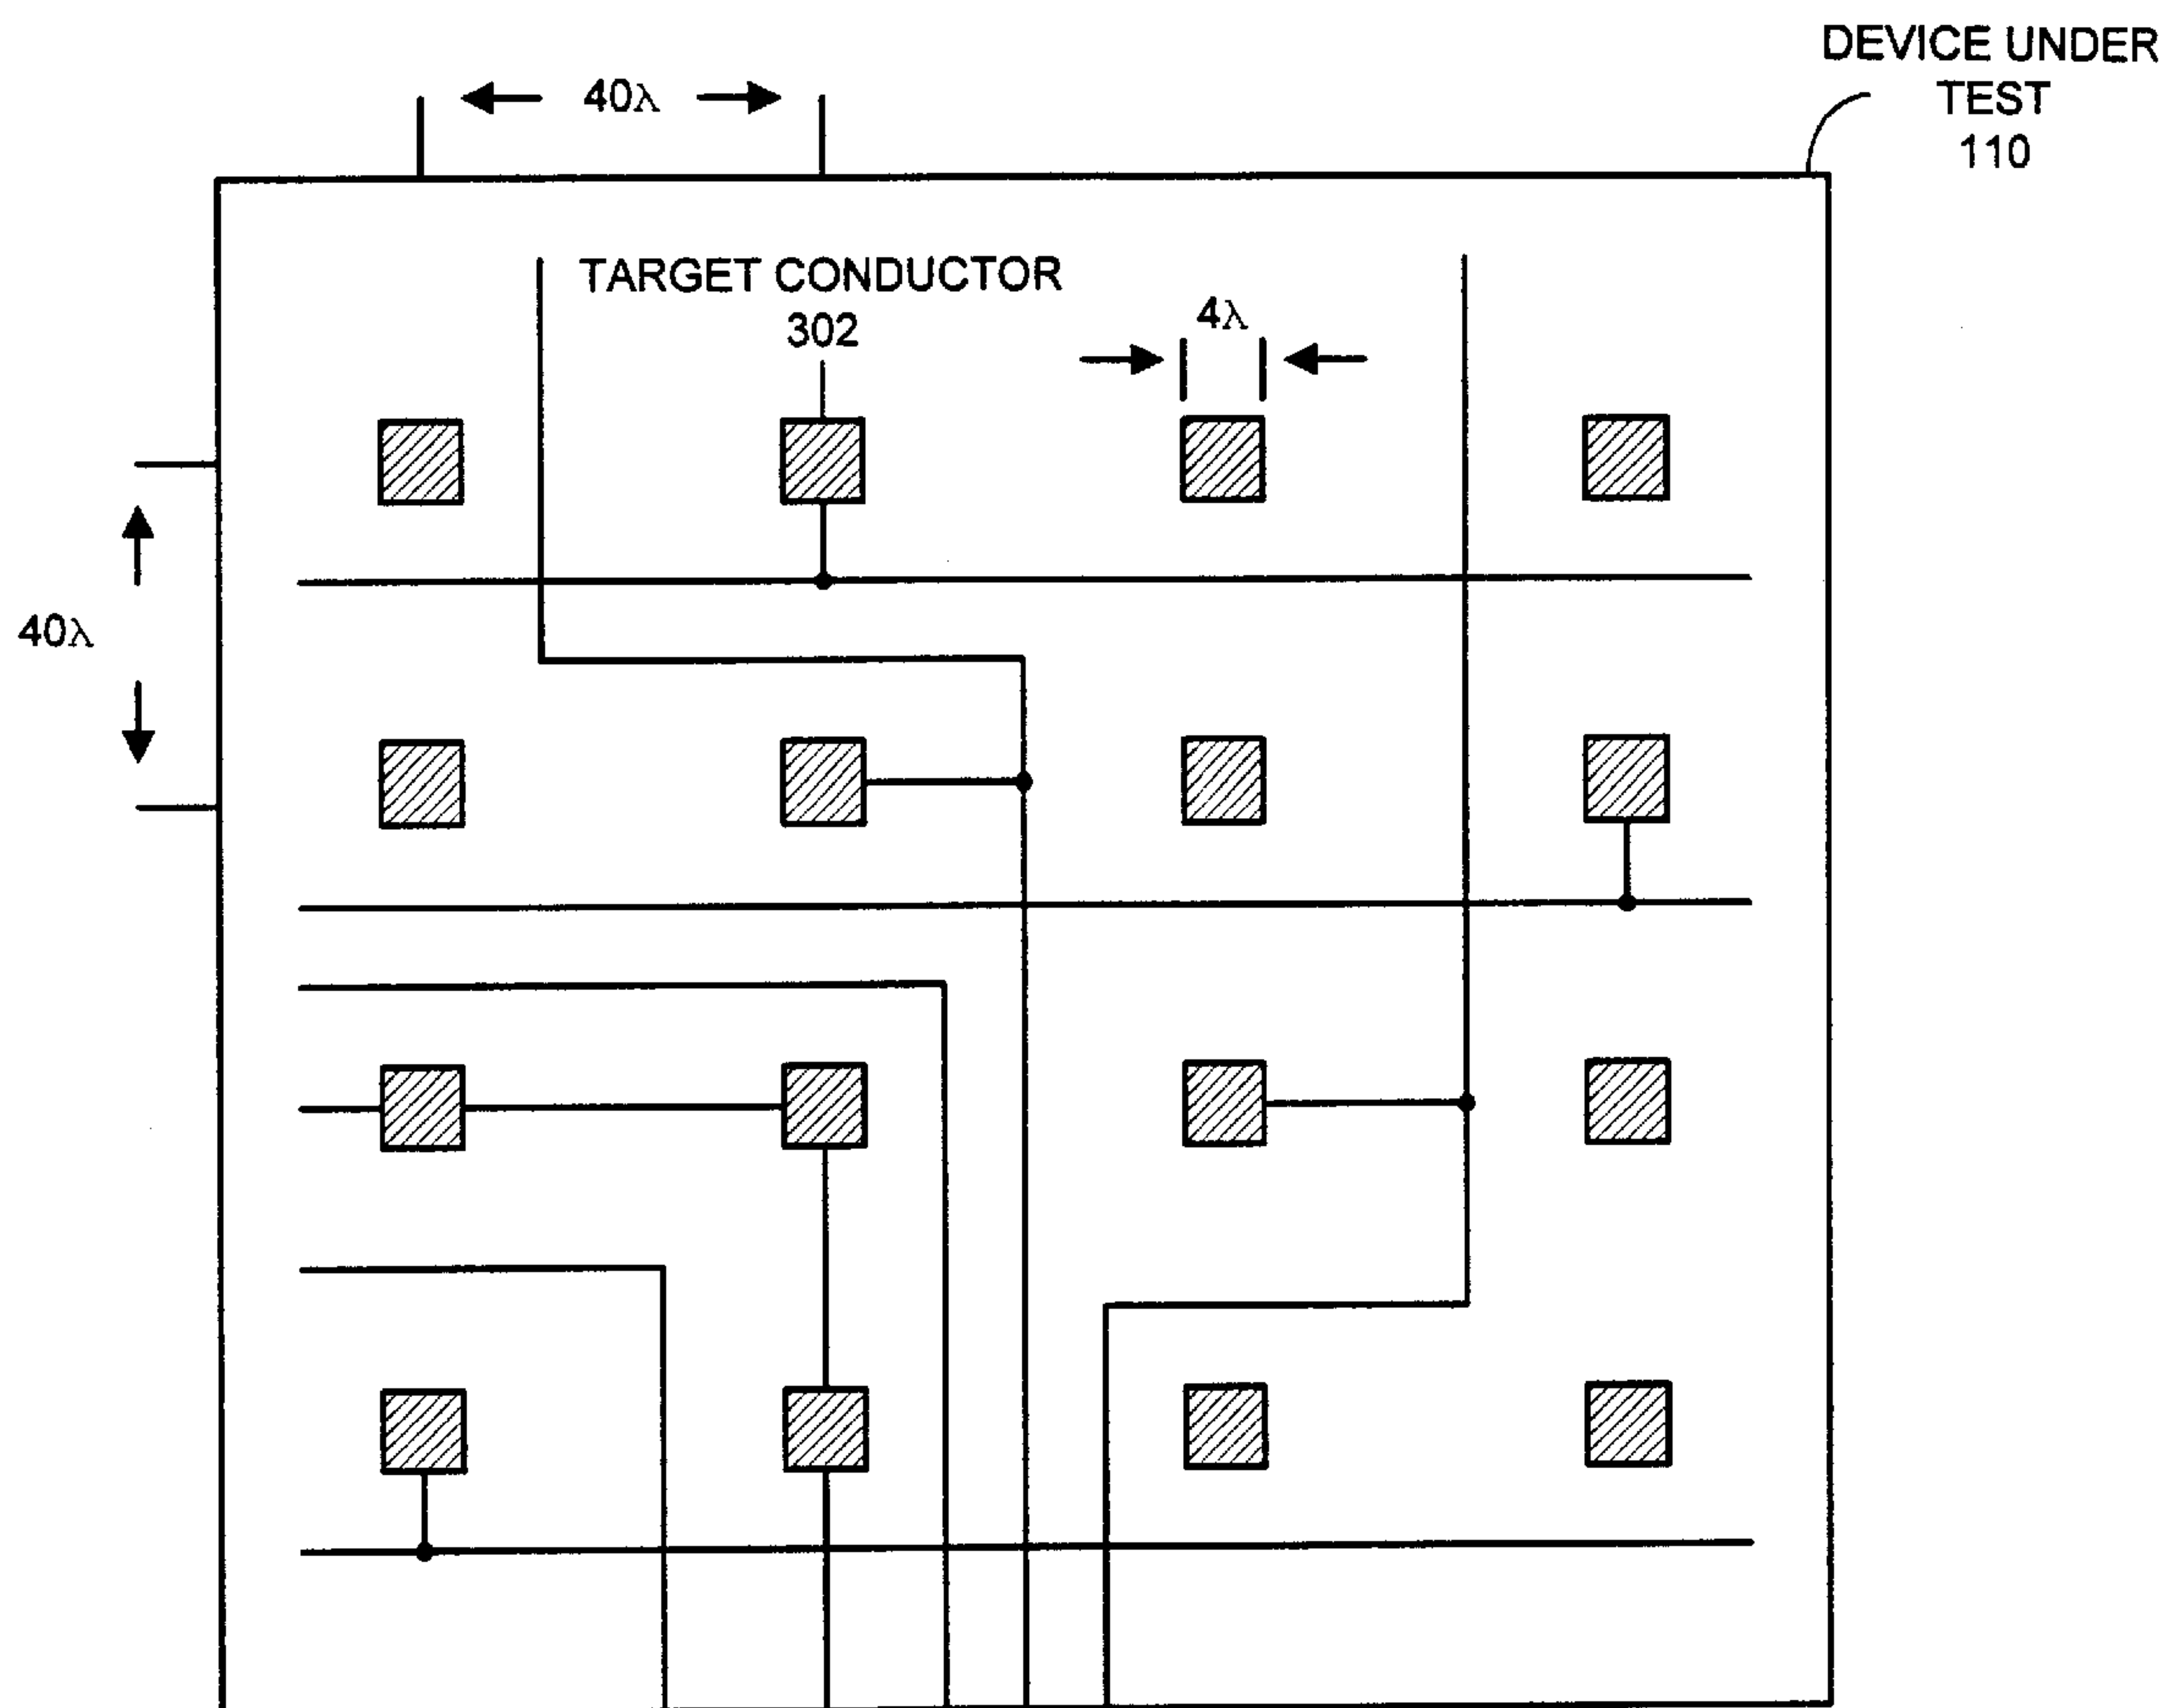 DEVICE UNDER
TEST
110
40λ
TARGET CONDUCTOR
302
4λ
40λ